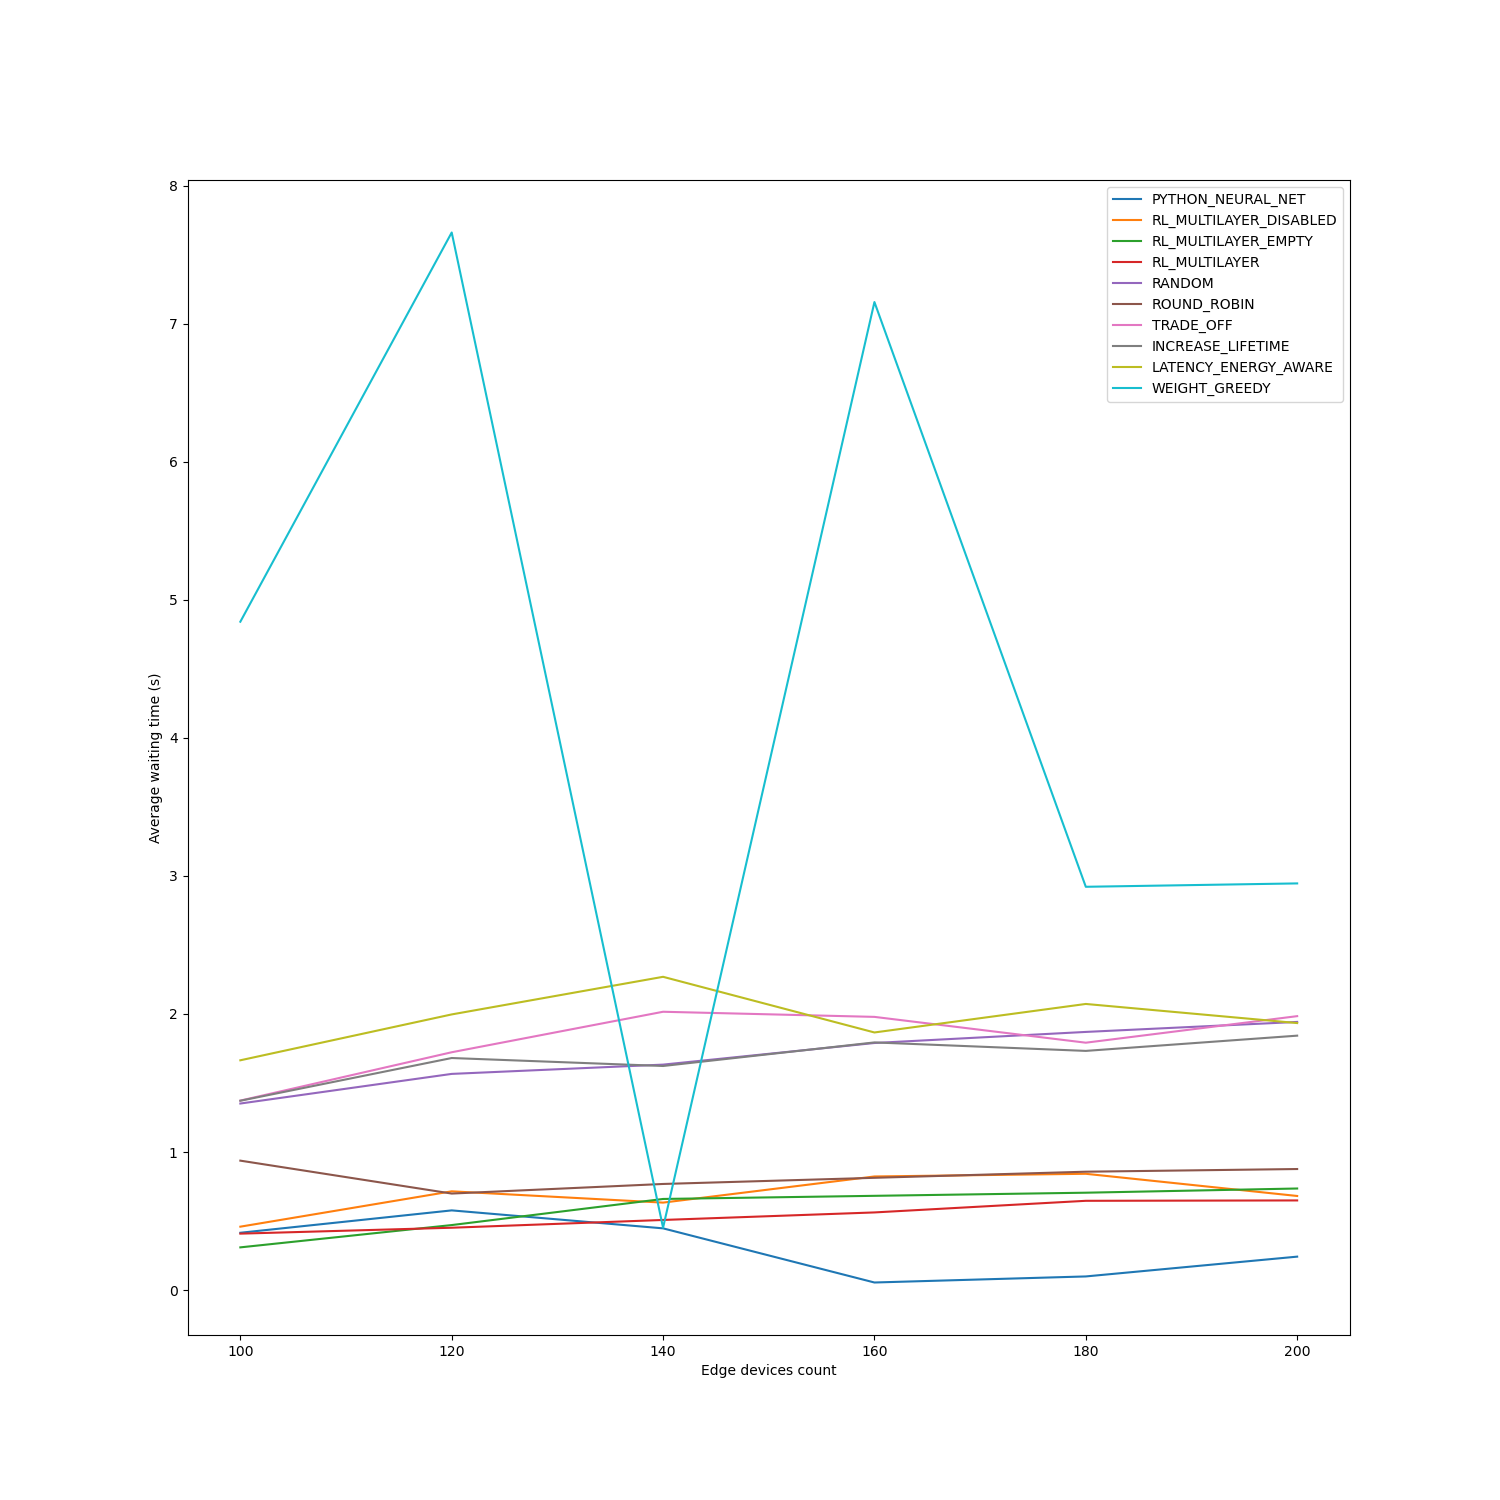 8
7
6
5
4
3
2
1
0
Average waiting time (s)
PYTHON_NEURAL_NET
RL_MULTILAYER_DISABLED
RL_MULTILAYER_EMPTY
RL_MULTILAYER
RANDOM
ROUND_ROBIN
TRADE_OFF
INCREASE_LIFETIME
LATENCY_ENERGY_AWARE
WEIGHT_GREEDY
100 120 140 160 180 200
Edge devices count